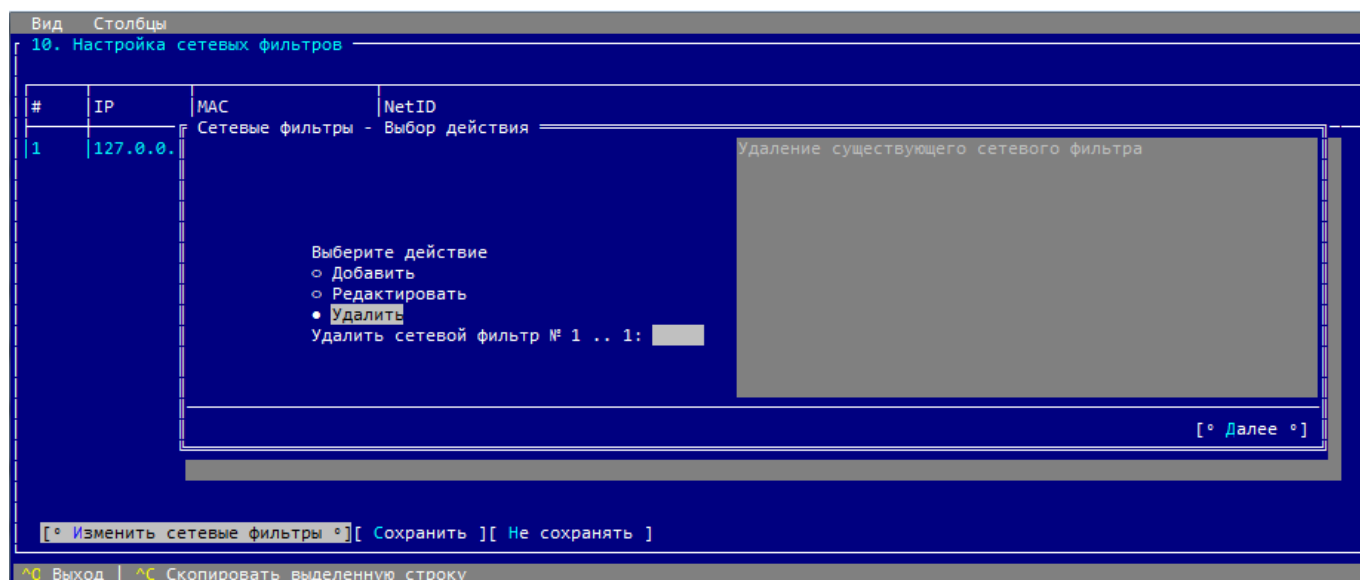 Вид Столбцы
10. Настройка сетевых фильтров
# IP MAC NetID
Сетевые фильтры - Выбор действия
1 127.0.0. Удаление существующего сетевого фильтра
Выберите действие
Добавить
Редактировать
Удалить
Удалить сетевой фильтр № 1 .. 1:
[° Далее °]
[° Изменить сетевые фильтры °][ Сохранить ][ Не сохранять ]
^Q Выход | ^C Скопировать выделенную строку